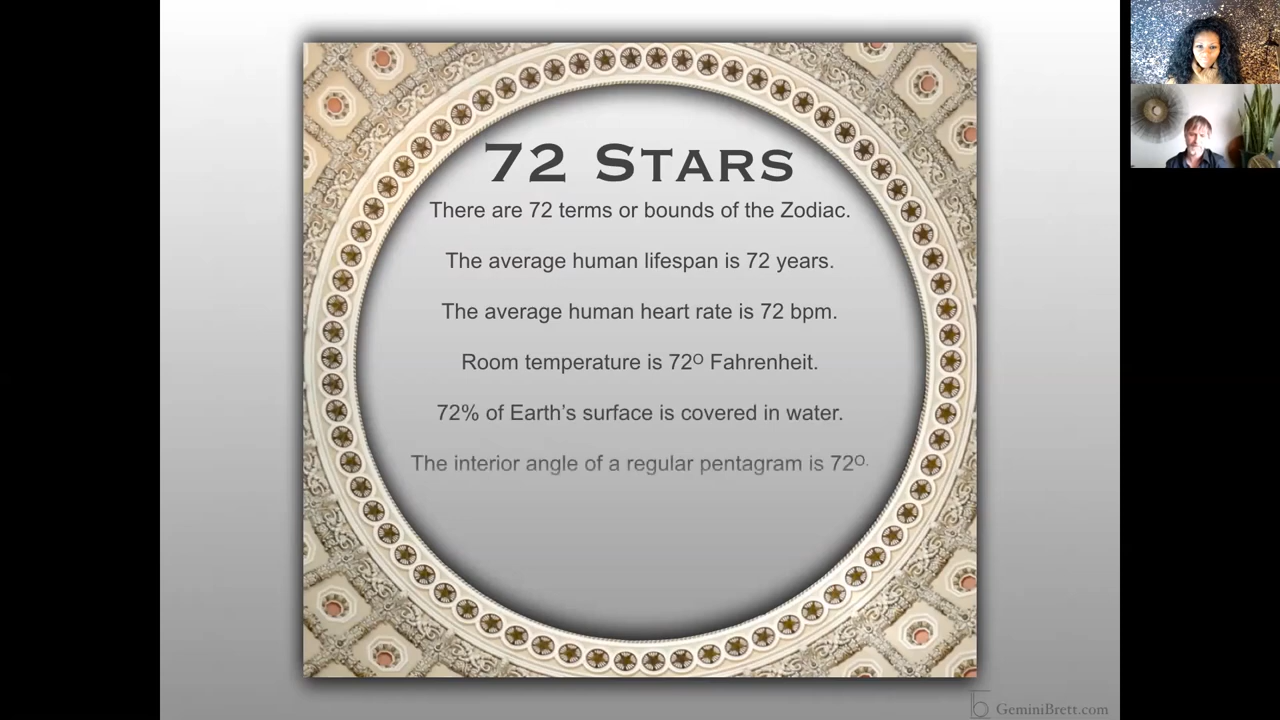 72 STARS
There are 72 terms or bounds of the Zodiac.
The average human lifespan is 72 years.
The average human heart rate is 72 bpm.
Room temperature is 72º Fahrenheit.
72% of Earth's surface is covered in water.
The interior angle of a regular pentagram is 72º.
GeminiBrett.com